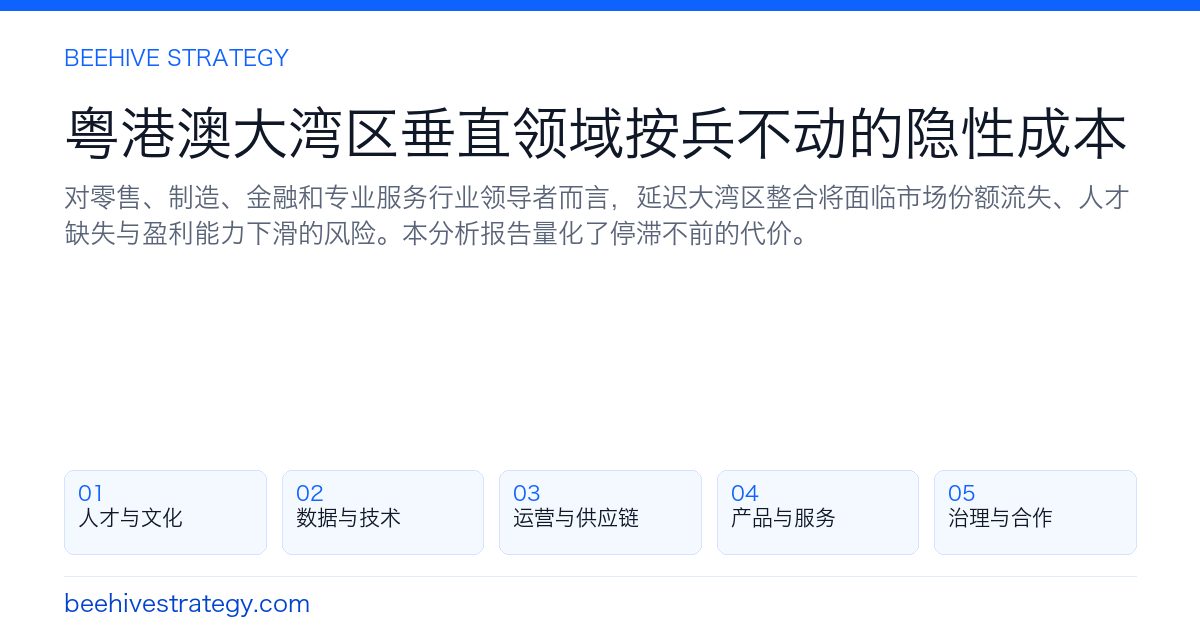 BEEHIVE STRATEGY
粤港澳大湾区垂直领域按兵不动的隐性成本
对零售、制造、金融和专业服务行业领导者而言，延迟大湾区整合将面临市场份额流失、人才
缺失与盈利能力下滑的风险。本分析报告量化了停滞不前的代价。
01
人才与文化
02
数据与技术
03
运营与供应链
04
产品与服务
05
治理与合作
beehivestrategy.com